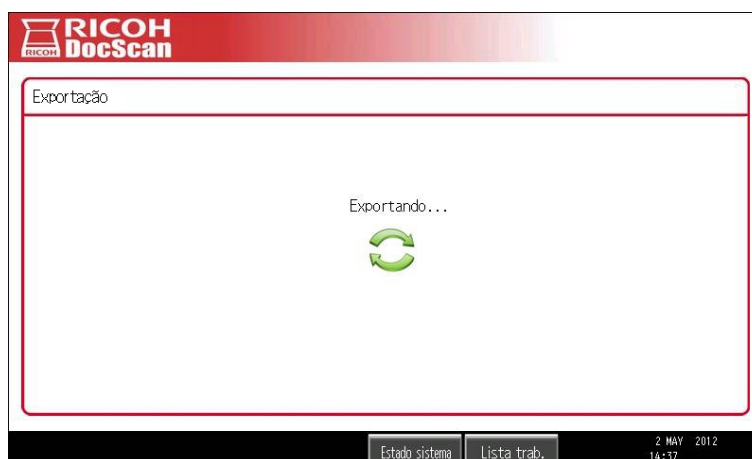 RICOH
RICOH DocScan
Exportação
Exportando...
Estado sistema Lista trab.
2 MAY 2012
14:37